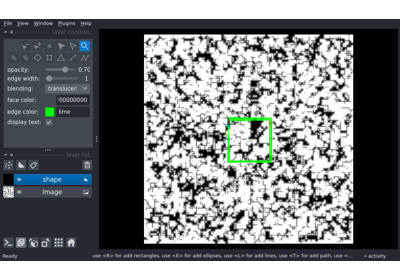 File View Window Plugins Help
layer controls
opacity: 0.70
edge width: 1
blending: translucen
face color: 00000000
edge color: lime
display text:
layer list
shape
Image
Ready
use <R> for add rectangles, use <E> for add ellipses, use <L> for add lines, use <T> for add path, use <...
activity